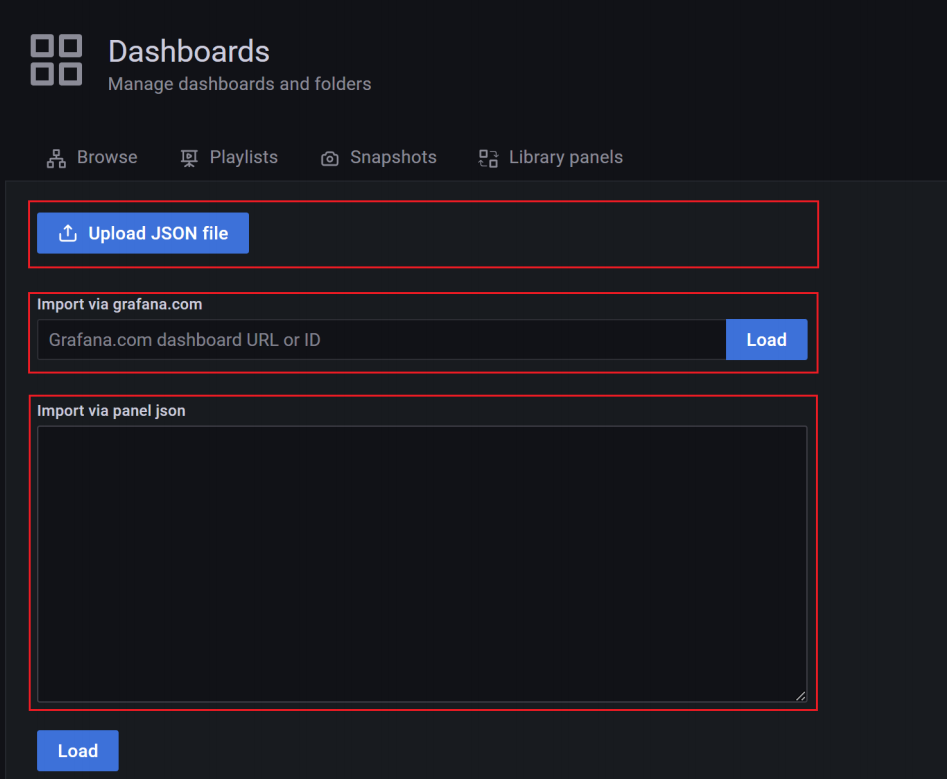 Dashboards
Manage dashboards and folders
Browse Playlists Snapshots Library panels
Upload JSON file
Import via grafana.com
Grafana.com dashboard URL or ID Load
Import via panel json
Load